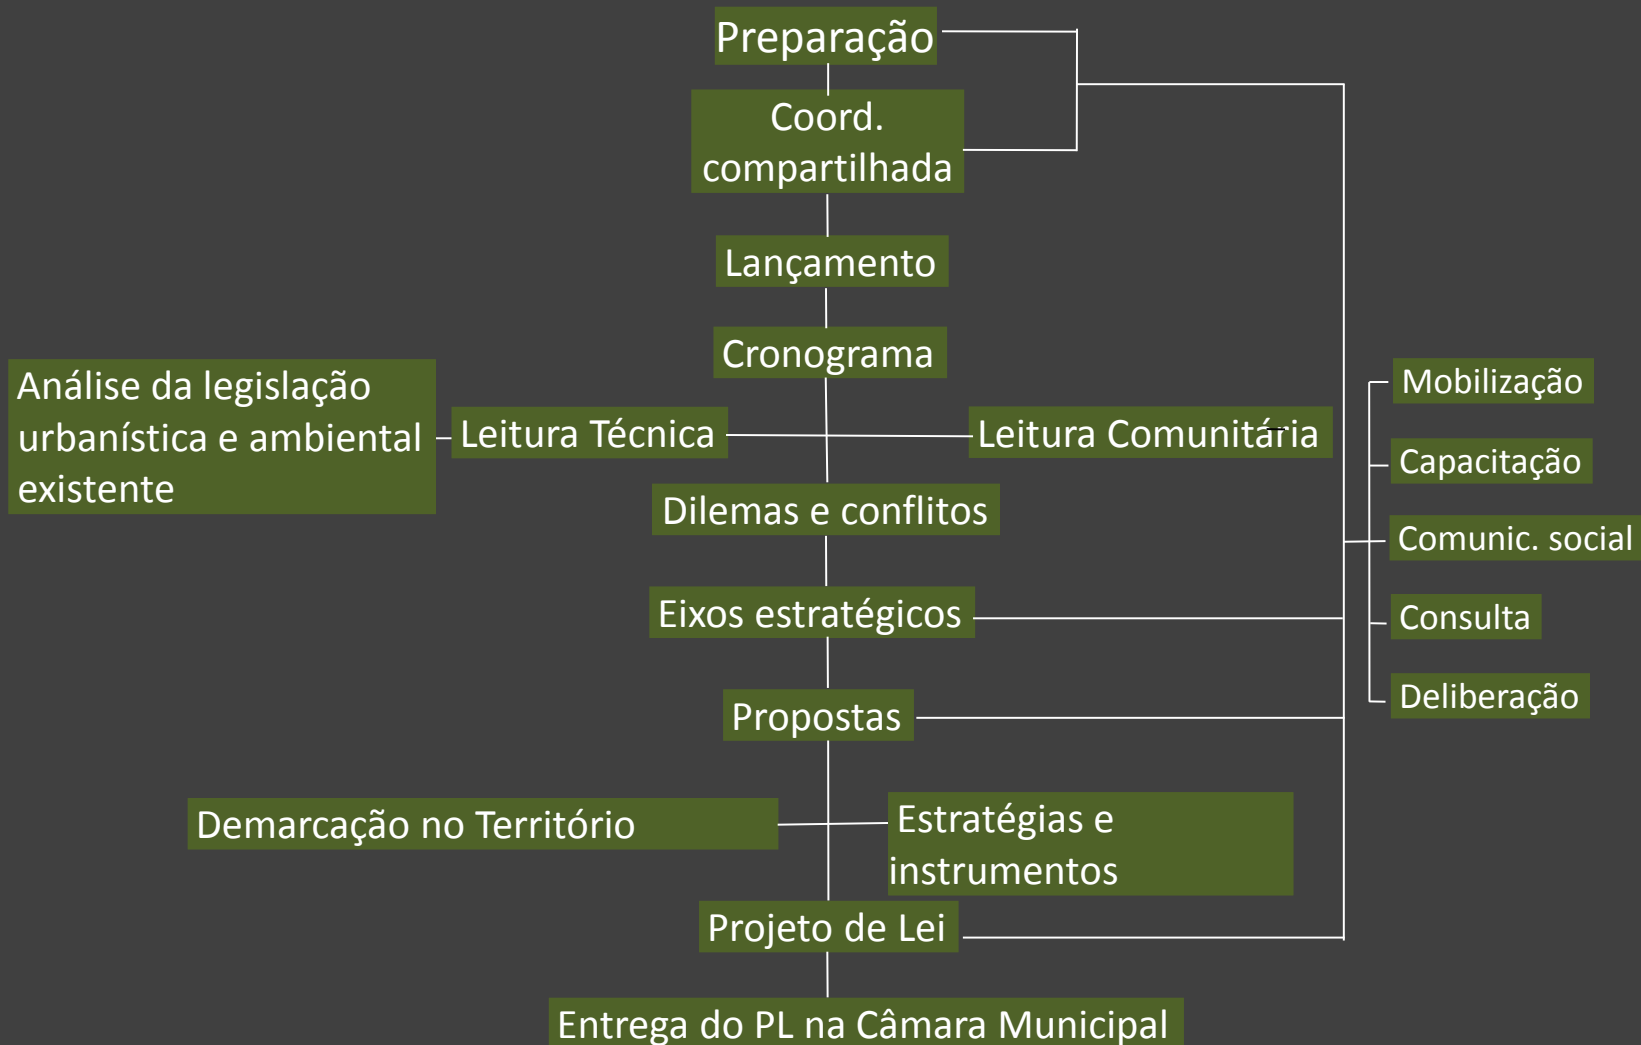 Preparação
Coord.
compartilhada
Lançamento
Cronograma
Análise da legislação
urbanística e ambiental
existente
Leitura Técnica
Leitura Comunitária
Dilemas e conflitos
Eixos estratégicos
Propostas
Demarcação no Território
Estratégias e
instrumentos
Projeto de Lei
Entrega do PL na Câmara Municipal
Mobilização
Capacitação
Comunic. social
Consulta
Deliberação